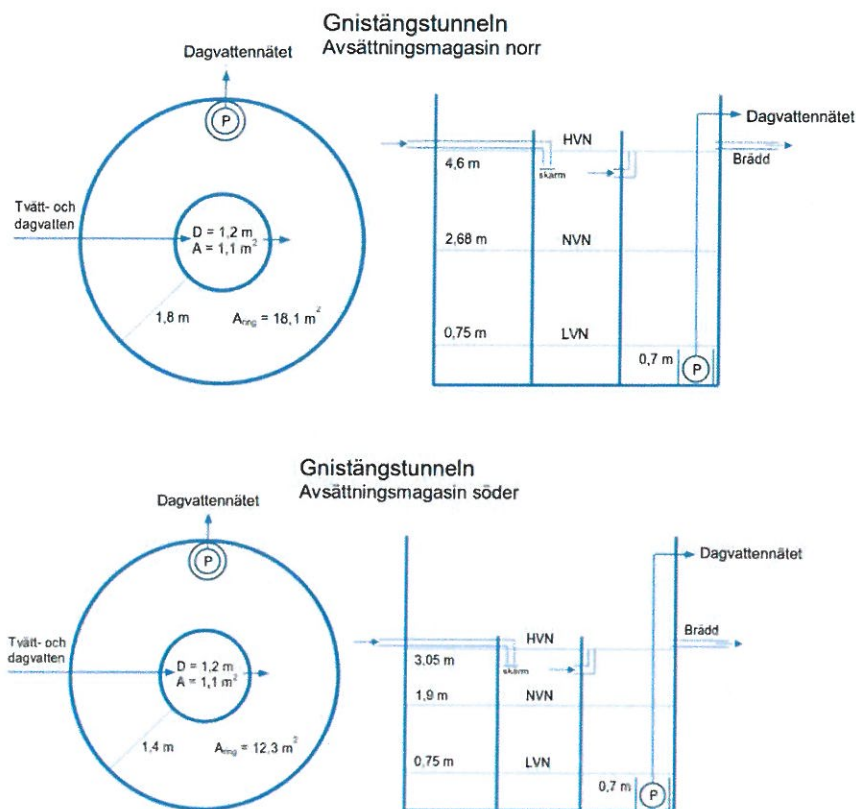 Gnistängstunneln
Avsättningsmagasin norr
Dagvattennätet
P
Tvätt- och
dagvatten
D = 1,2 m
A = 1,1 m²
1,8 m
Aring = 18,1 m²
Dagvattennätet
HVN
Brädd
4,6 m
skärm
2,68 m
NVN
0,75 m
LVN
0,7 m
P
Gnistängstunneln
Avsättningsmagasin söder
Dagvattennätet
P
Tvätt- och
dagvatten
D = 1,2 m
A = 1,1 m²
1,4 m
Aring = 12,3 m²
Dagvattennätet
HVN
Brädd
3,05 m
skärm
1,9 m
NVN
0,75 m
LVN
0,7 m
P